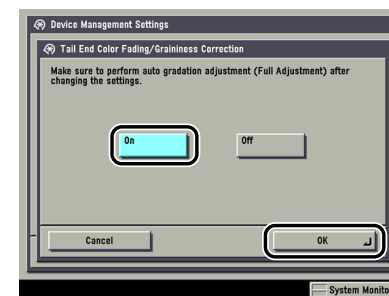 Device Management Settings
Tail End Color Fading/Graininess Correction
Make sure to perform auto gradation adjustment (Full Adjustment) after
changing the settings.
On
Off
Cancel
OK
System Monito